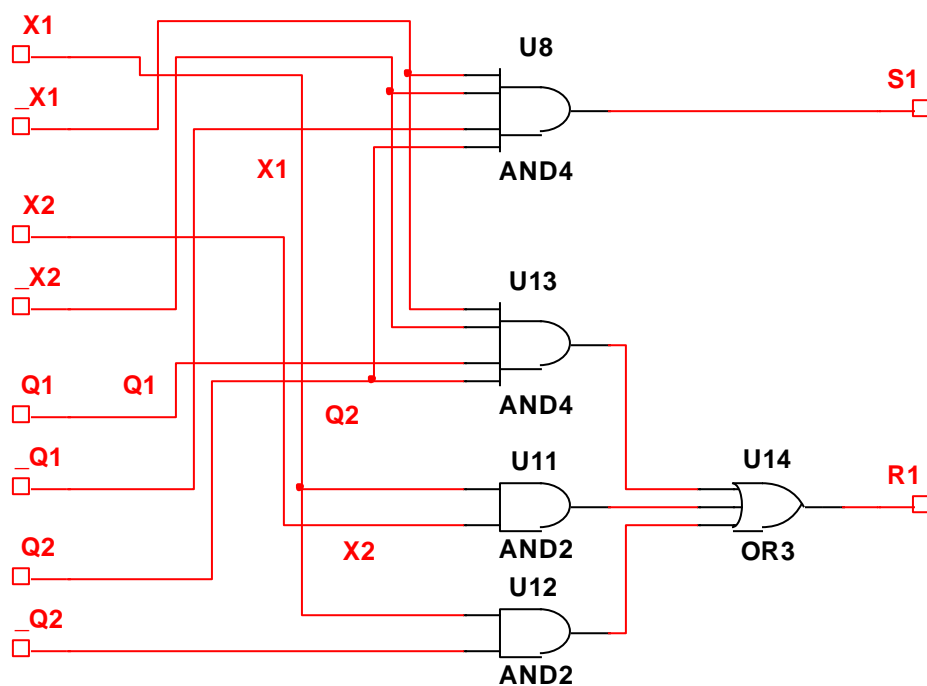 X1
U8
S1
_X1
X1
AND4
X2
_X2
U13
Q1
Q1
Q2
AND4
_Q1
U11
U14
R1
Q2
X2
AND2
OR3
U12
_Q2
AND2